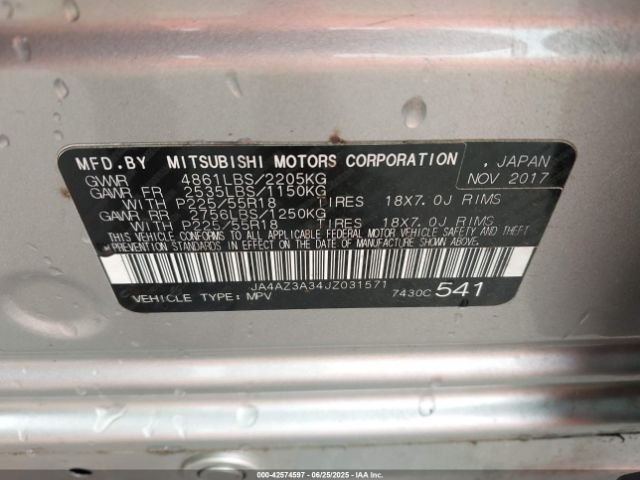 MFD.BY MITSUBISHI MOTORS CORPORATION , JAPAN
GVWR 4861LBS/2205KG NOV 2017
GAWR FR 2535LBS/1150KG
WITH P225/55R18 TIRES 18X7.0J RIMS
GAWR RR 2756LBS/1250KG
WITH P225/55R18 TIRES 18X7.0J RIMS
THIS VEHICLE CONFORMS TO ALL APPLICABLE FEDERAL MOTOR VEHICLE SAFETY AND THEFT
PREVENTION STANDARDS IN EFFECT ON THE DATE OF MANUFACTURE SHOWN ABOVE.
JA4AZ3A34JZ031571
VEHICLE TYPE:MPV 7430C 541
000-42574597 - 06/25/2025 - IAAI.COM